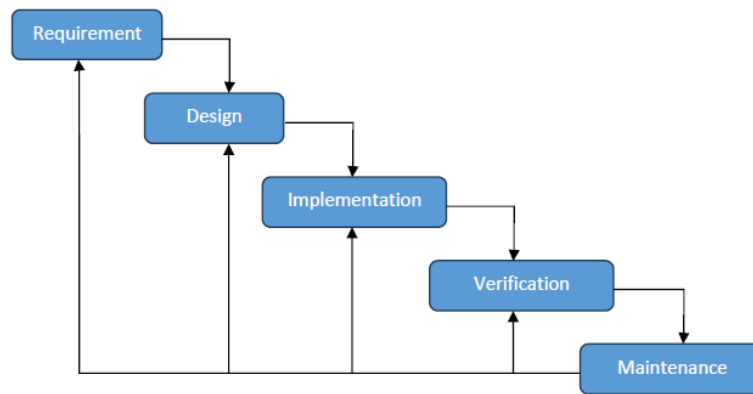 Requirement
Design
Implementation
Verification
Maintenance